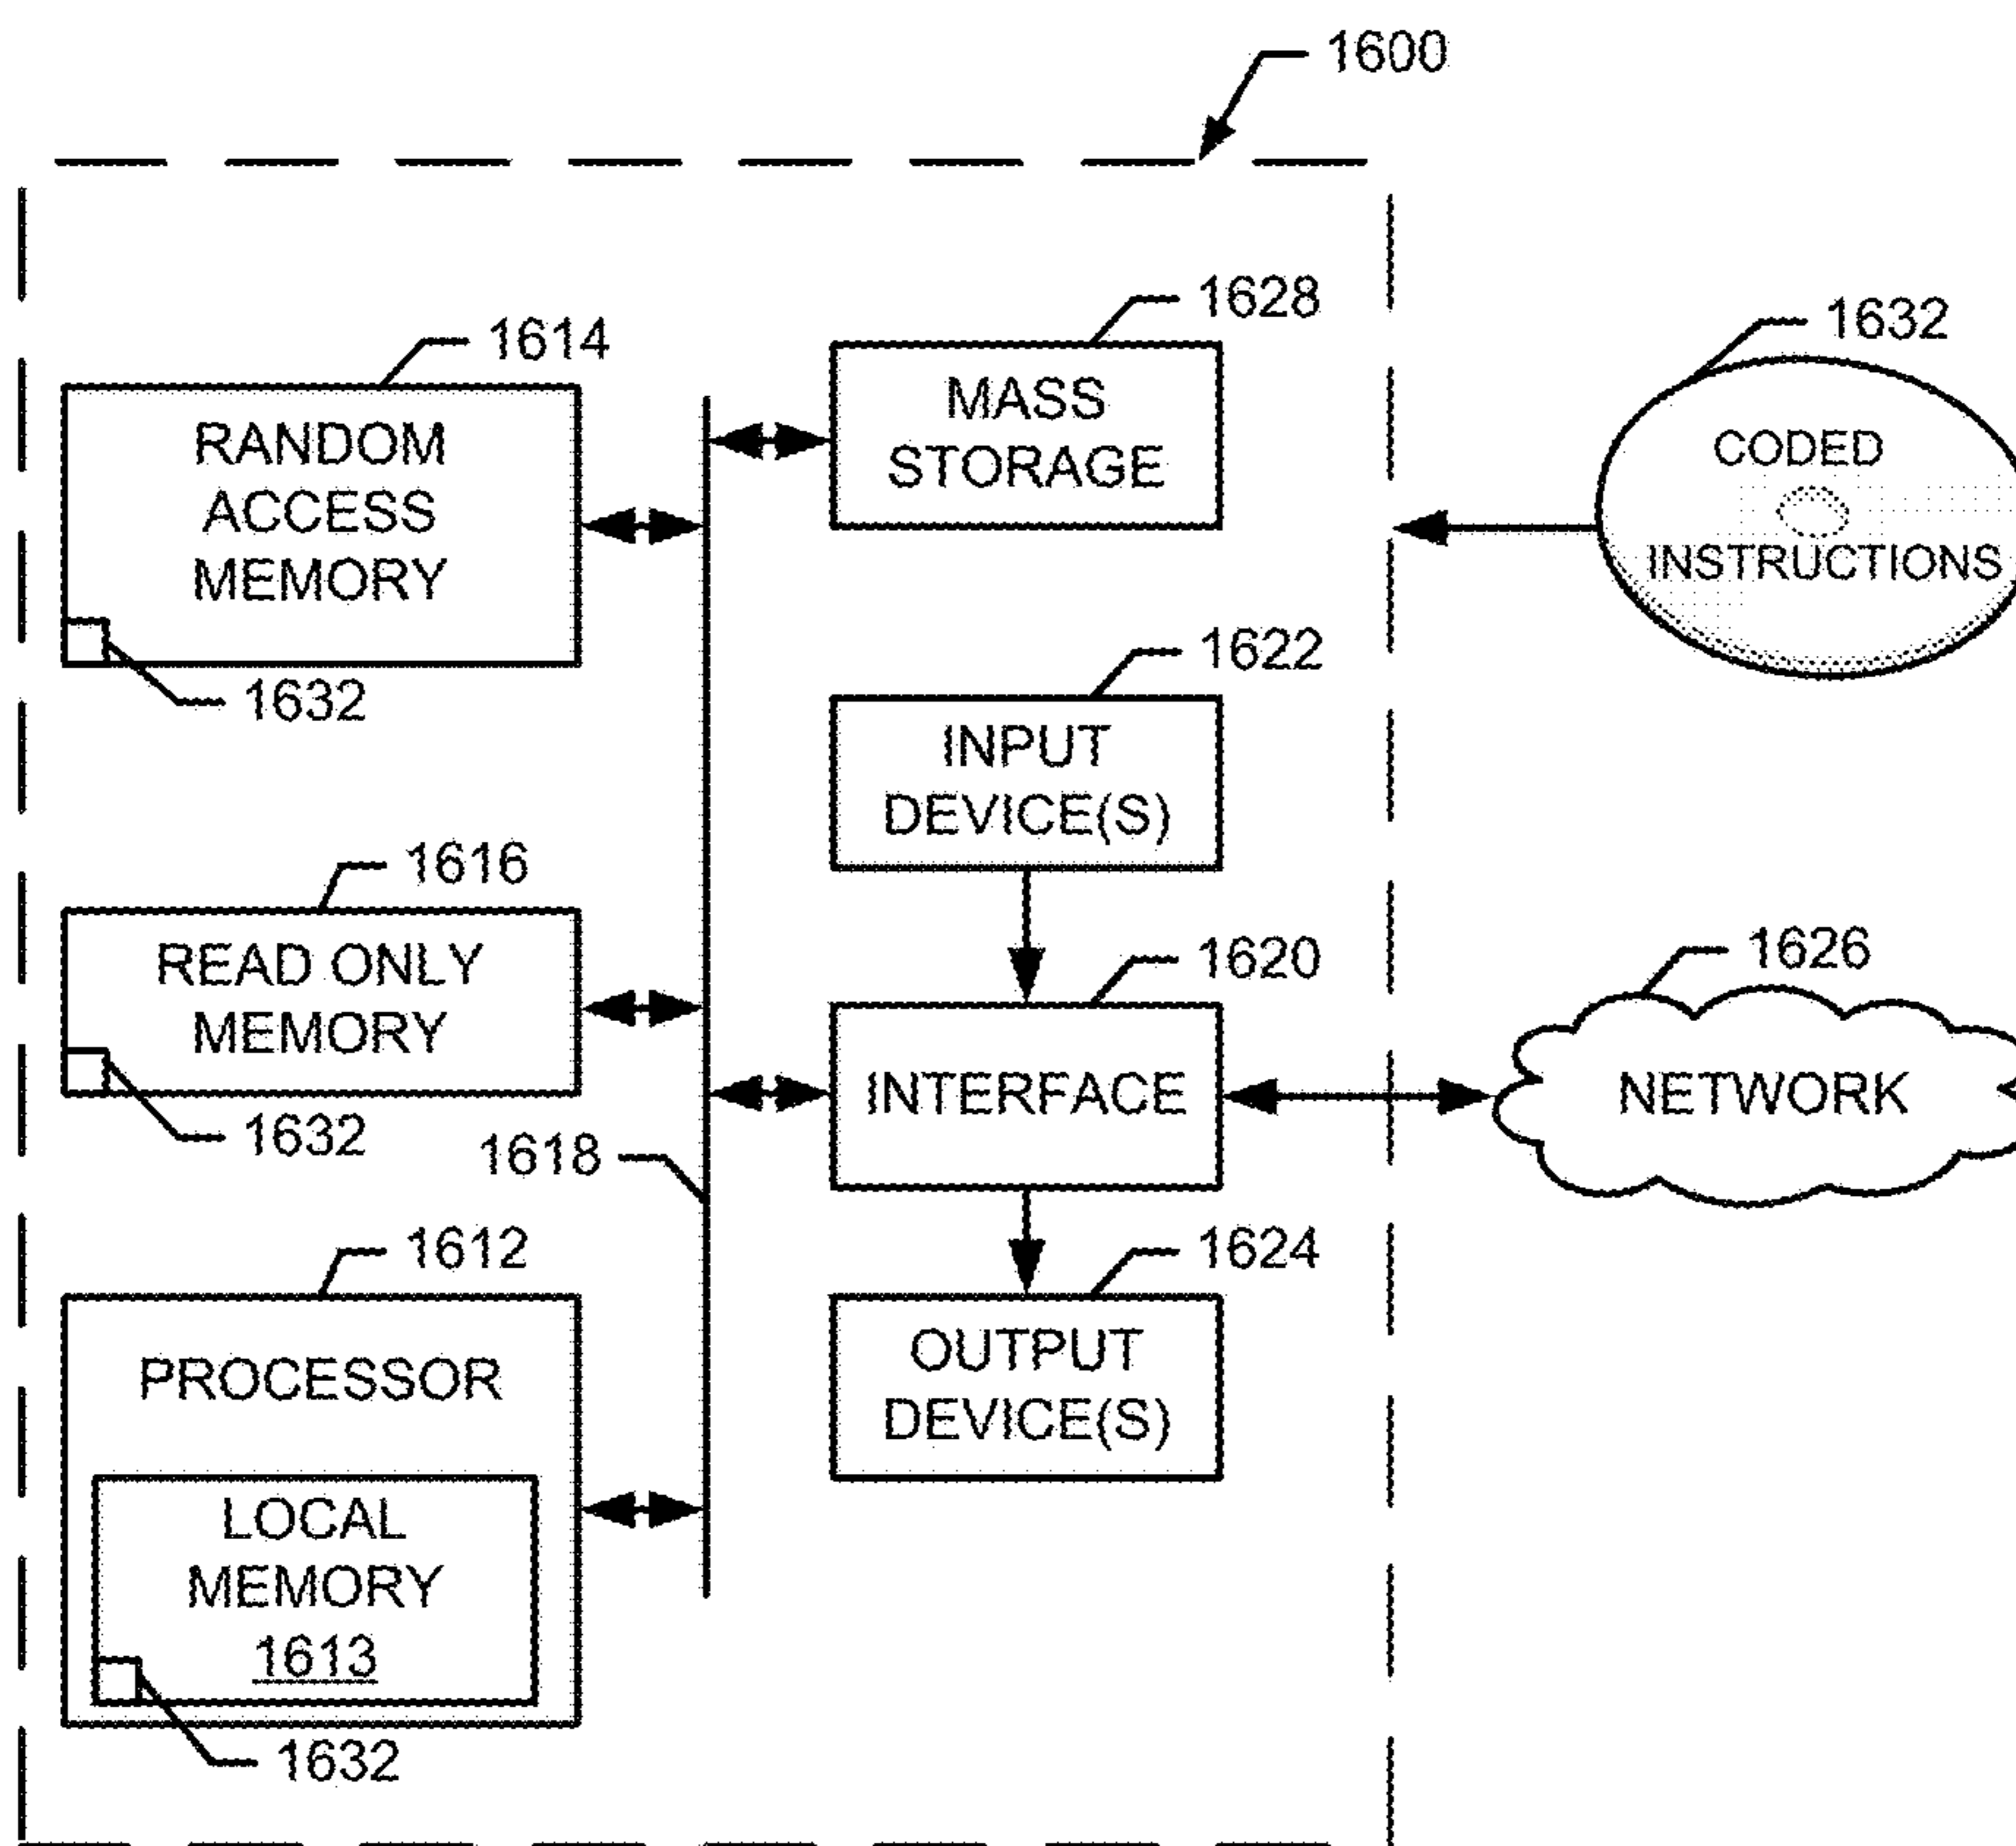 1600
1614
RANDOM
ACCESS
MEMORY
1632
1628
MASS
STORAGE
1632
CODED
INSTRUCTIONS
1622
INPUT
DEVICE(S)
1616
READ ONLY
MEMORY
1632
1618
1620
INTERFACE
1626
NETWORK
1612
PROCESSOR
LOCAL
MEMORY
1613
1632
1624
OUTPUT
DEVICE(S)